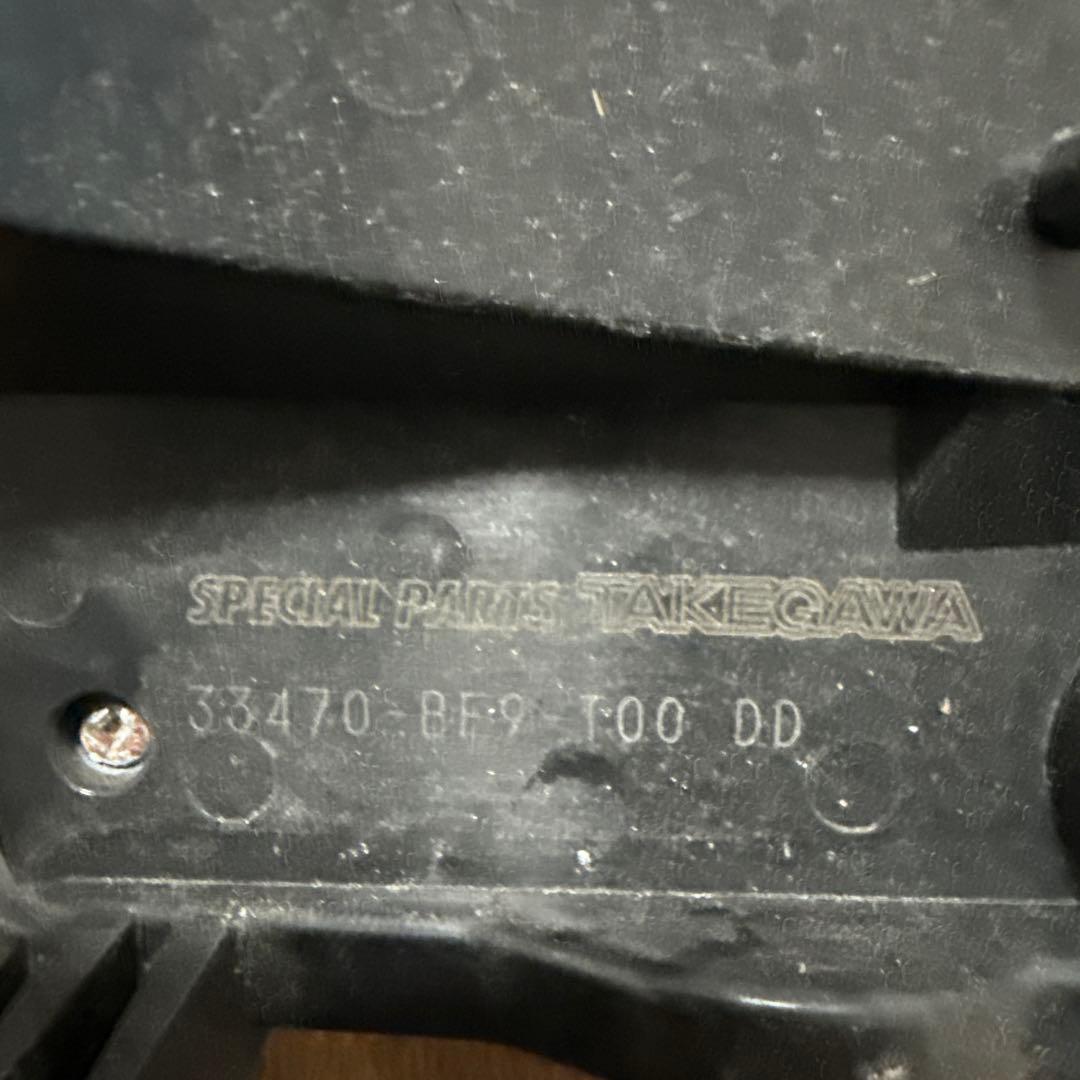 SPECIAL PARTS TAKEGAWA
33470-BF9-T00 DD